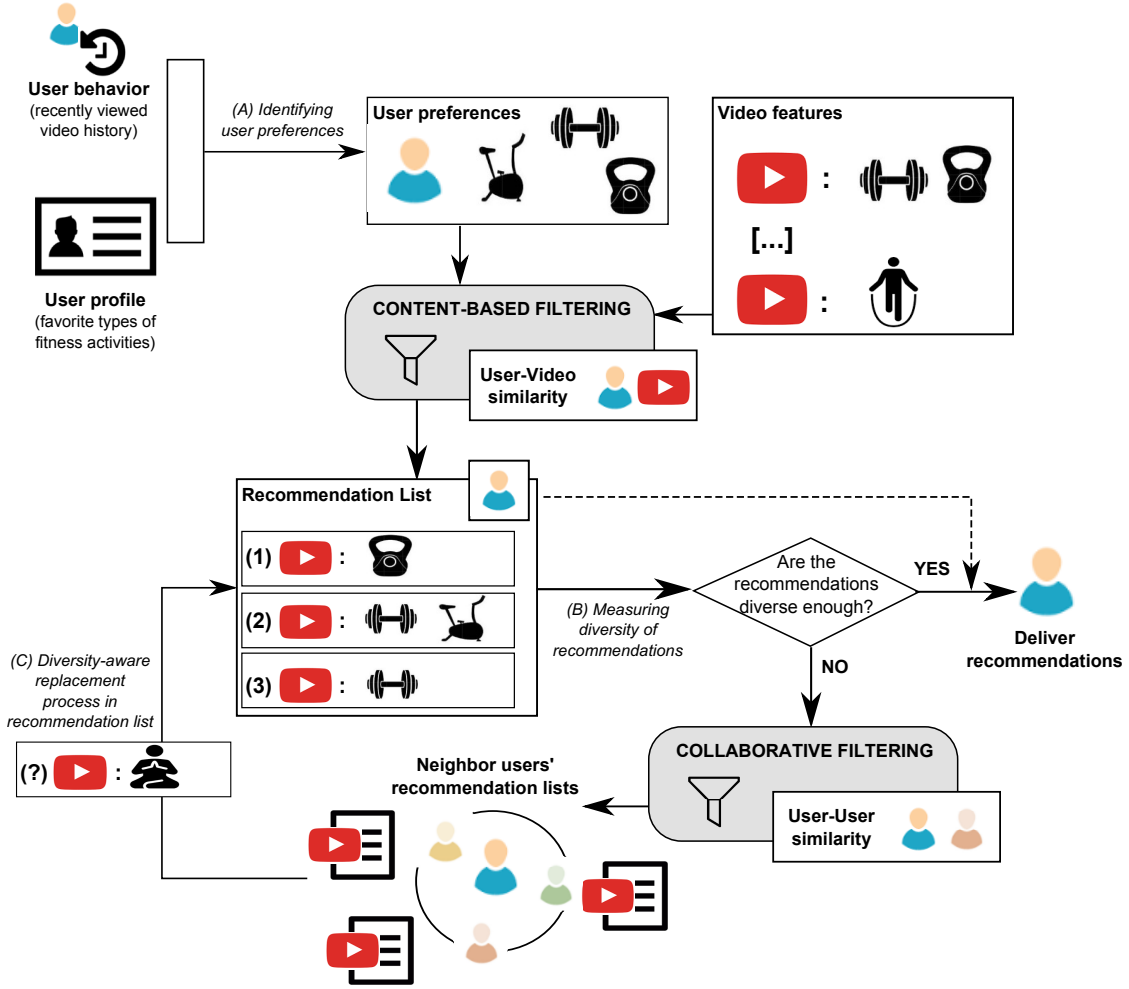 User behavior
(recently viewed
video history)
User profile
(favorite types of
fitness activities)
(A) Identifying
user preferences
User preferences
Video features
:
[...]
:
CONTENT-BASED FILTERING
User-Video
similarity
Recommendation List
(1) :
(2) :
(3) :
(B) Measuring
diversity of
recommendations
Are the
recommendations
diverse enough?
YES
NO
Deliver
recommendations
COLLABORATIVE FILTERING
User-User
similarity
Neighbor users'
recommendation lists
(C) Diversity-aware
replacement
process in
recommendation list
(?) :